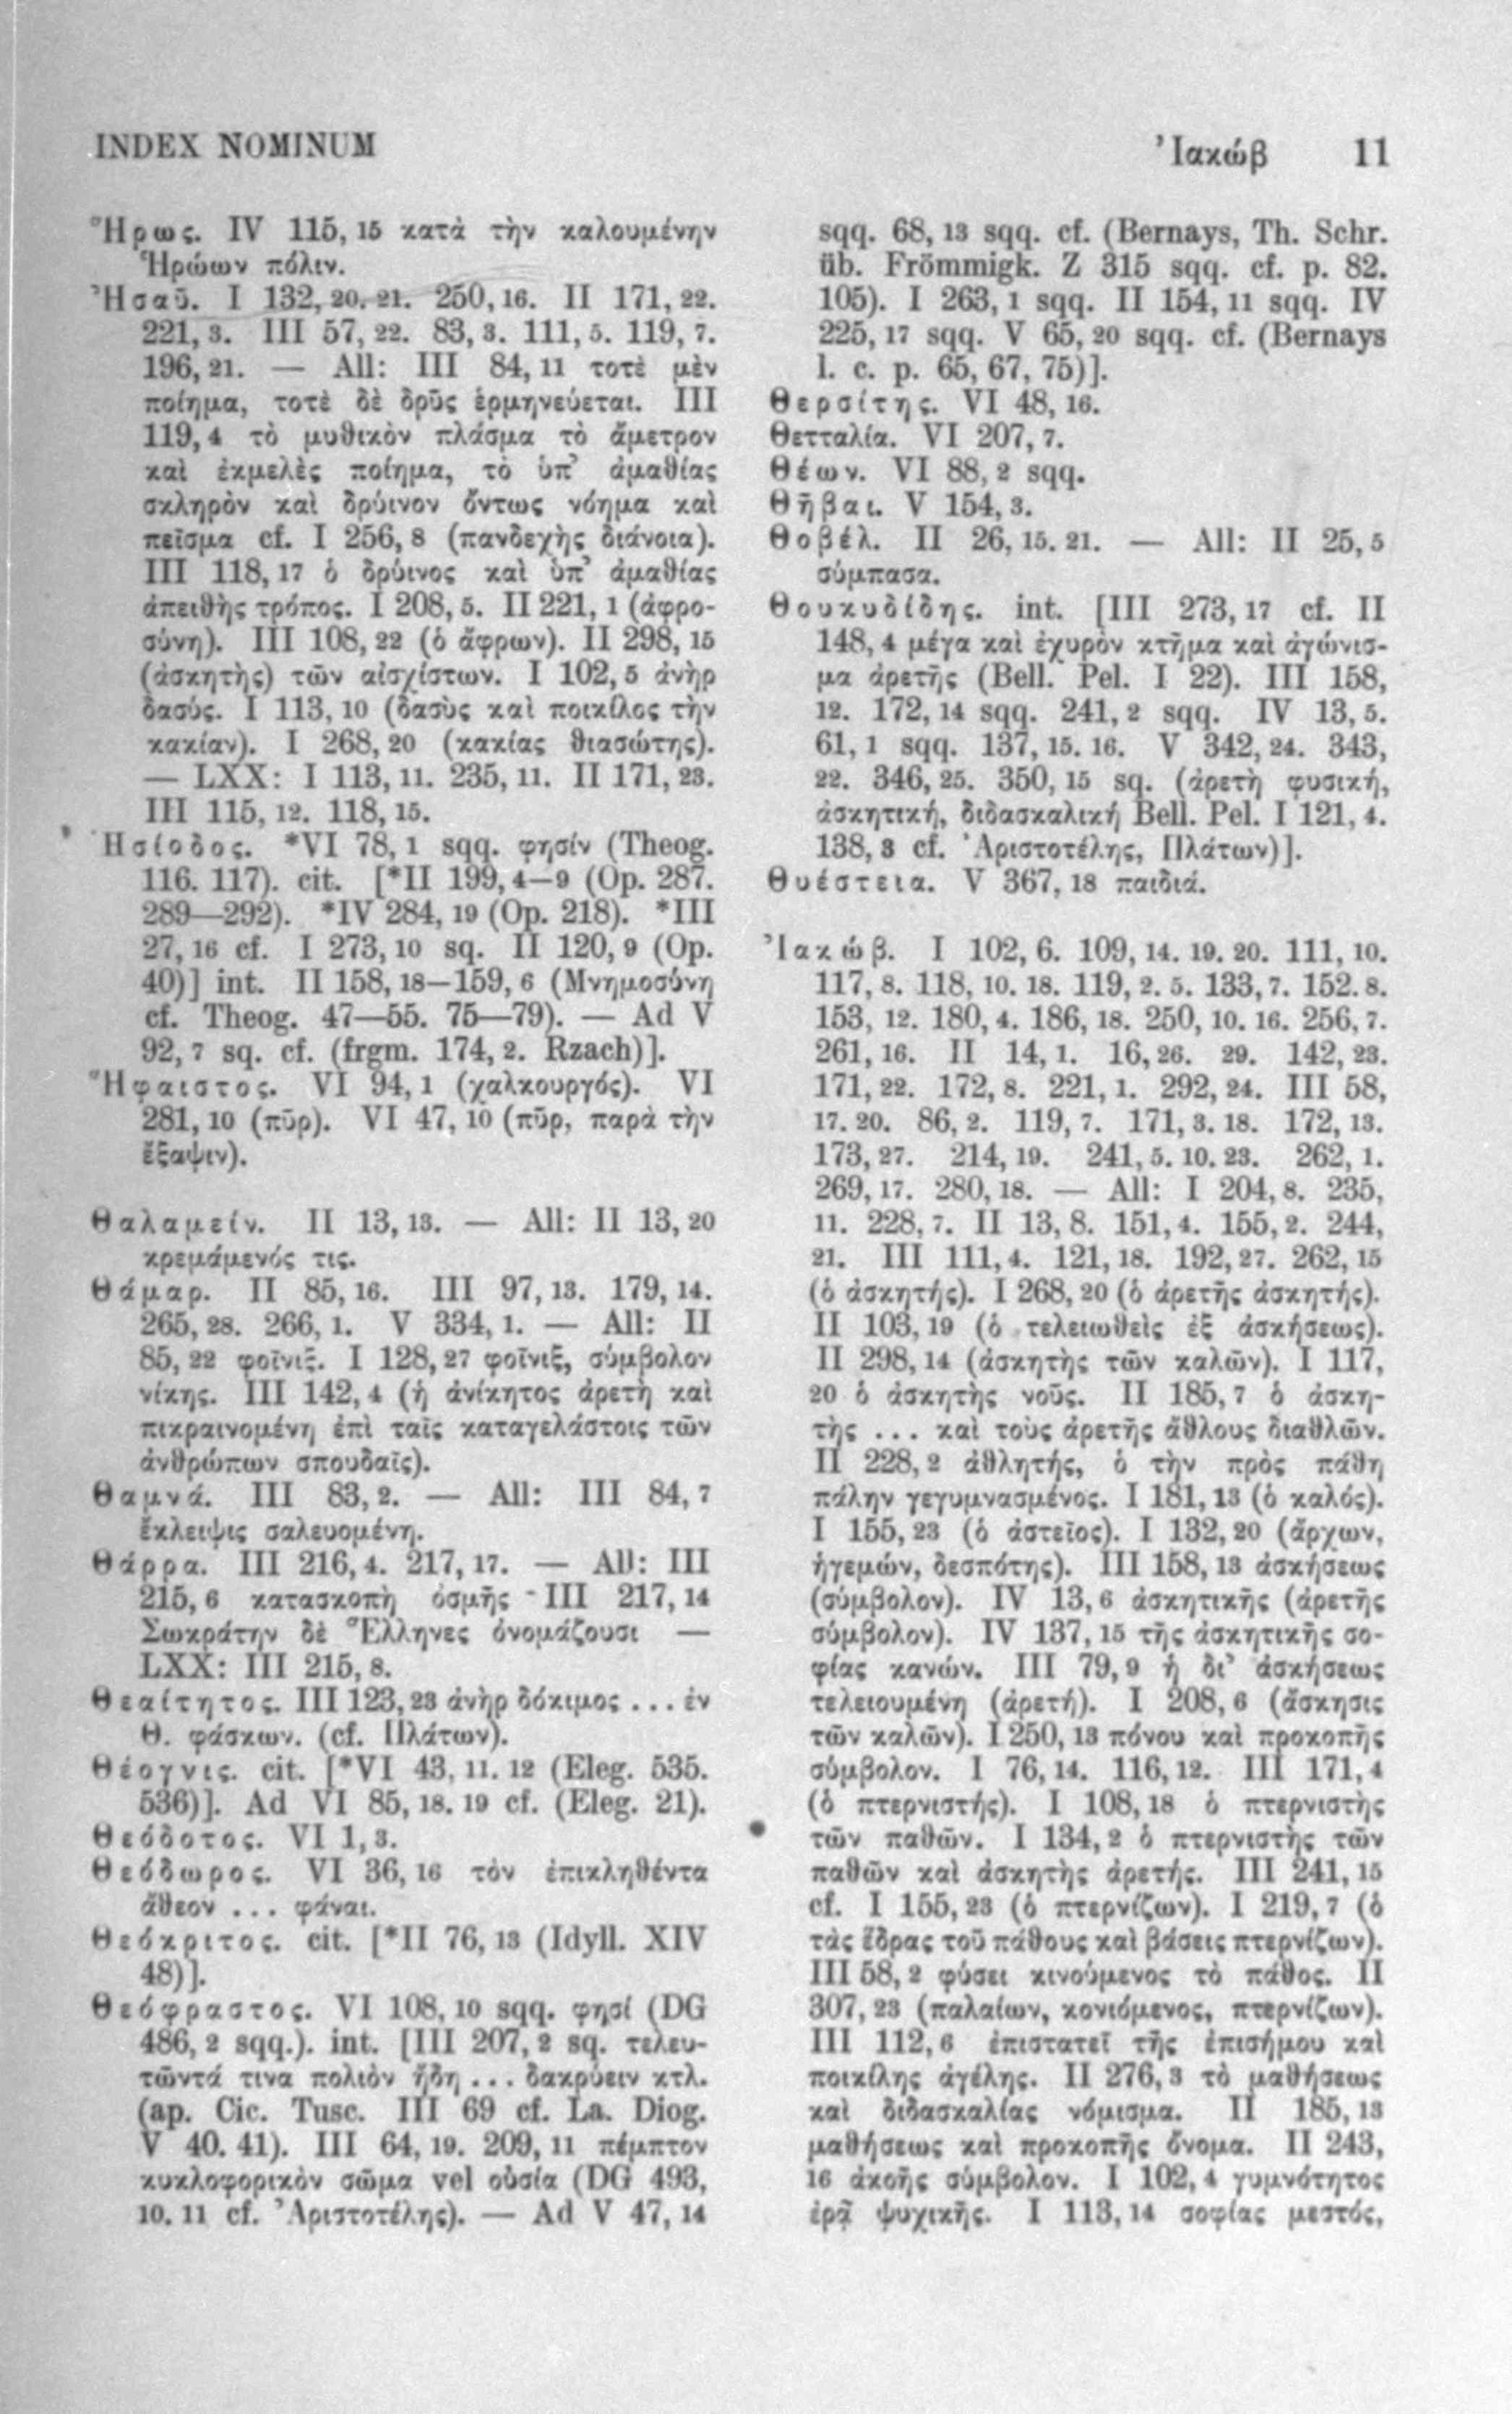 INDEX NOMINUM
Ἰακώβ 11
Ἥρως. IV 115, 15 κατὰ τὴν καλουμένην
Ἡρώων πόλιν.
Ἠσαῦ. I 132, 20. 21. 250, 16. II 171, 22.
221, 3. III 57, 22. 83, 3. 111, 5. 119, 7.
196, 21. — All: III 84, 11 τοτὲ μὲν
ποίημα, τοτὲ δὲ δρῦς ἑρμηνεύεται. III
119, 4 τὸ μυθικὸν πλάσμα τὸ ἄμετρον
καὶ ἐκμελὲς ποίημα, τὸ ὑπ’ ἀμαθίας
σκληρὸν καὶ δρύινον ὄντως νόημα καὶ
πεῖσμα cf. I 256, 8 (πανδεχὴς διάνοια).
III 118, 17 ὁ δρύινος καὶ ὑπ’ ἀμαθίας
ἀπειθὴς τρόπος. I 208, 5. II 221, 1 (ἀφρο-
σύνη). III 108, 22 (ὁ ἄφρων). II 298, 15
(ἀσκητὴς) τῶν αἰσχίστων. I 102, 5 ἀνὴρ
δασύς. I 113, 10 (δασὺς καὶ ποικίλος τὴν
κακίαν). I 268, 20 (κακίας θιασώτης).
— LXX: I 113, 11. 235, 11. II 171, 23.
III 115, 12. 118, 15.
Ἡσίοδος. *VI 78, 1 sqq. φησίν (Theog.
116. 117). cit. [*II 199, 4—9 (Op. 287.
289—292). *IV 284, 19 (Op. 218). *III
27, 16 cf. I 273, 10 sq. II 120, 9 (Op.
40)] int. II 158, 18—159, 6 (Μνημοσύνη
cf. Theog. 47—55. 75—79). — Ad V
92, 7 sq. cf. (frgm. 174, 2. Rzach)].
Ἥφαιστος. VI 94, 1 (χαλκουργός). VI
281, 10 (πῦρ). VI 47, 10 (πῦρ, παρὰ τὴν
ἔξαψιν).
Θαλαμείν. II 13, 13. — All: II 13, 20
κρεμάμενός τις.
Θάμαρ. II 85, 16. III 97, 13. 179, 14.
265, 28. 266, 1. V 334, 1. — All: II
85, 22 φοῖνιξ. I 128, 27 φοῖνιξ, σύμβολον
νίκης. III 142, 4 (ἡ ἀνίκητος ἀρετὴ καὶ
πικραινομένη ἐπὶ ταῖς καταγελάστοις τῶν
ἀνθρώπων σπουδαῖς).
Θαμνά. III 83, 2. — All: III 84, 7
ἔκλειψις σαλευομένη.
Θάρρα. III 216, 4. 217, 17. — All: III
215, 6 κατασκοπὴ ὀσμῆς - III 217, 14
Σωκράτην δὲ Ἕλληνες ὀνομάζουσι —
LXX: III 215, 8.
Θεαίτητος. III 123, 23 ἀνὴρ δόκιμος ... ἐν
Θ. φάσκων. (cf. Πλάτων).
Θέογνις. cit. [*VI 43, 11. 12 (Eleg. 535.
536)]. Ad VI 85, 18. 19 cf. (Eleg. 21).
Θεόδοτος. VI 1, 3.
Θεόδωρος. VI 36, 16 τὸν ἐπικληθέντα
ἄθεον ... φάναι.
Θεόκριτος. cit. [*II 76, 13 (Idyll. XIV
48)].
Θεόφραστος. VI 108, 10 sqq. φησί (DG
486, 2 sqq.). int. [III 207, 2 sq. τελευ-
τῶντά τινα πολιὸν ἤδη ... δακρύειν κτλ.
(ap. Cic. Tusc. III 69 cf. La. Diog.
V 40. 41). III 64, 19. 209, 11 πέμπτον
κυκλοφορικὸν σῶμα vel οὐσία (DG 493,
10. 11 cf. Ἀριστοτέλης). — Ad V 47, 14
sqq. 68, 13 sqq. cf. (Bernays, Th. Schr.
üb. Frömmigk. Z 315 sqq. cf. p. 82.
105). I 263, 1 sqq. II 154, 11 sqq. IV
225, 17 sqq. V 65, 20 sqq. cf. (Bernays
l. c. p. 65, 67, 75)].
Θερσίτης. VI 48, 16.
Θετταλία. VI 207, 7.
Θέων. VI 88, 2 sqq.
Θῆβαι. V 154, 3.
Θοβέλ. II 26, 15. 21. — All: II 25, 5
σύμπασα.
Θουκυδίδης. int. [III 273, 17 cf. II
148, 4 μέγα καὶ ἐχυρὸν κτῆμα καὶ ἀγώνισ-
μα ἀρετῆς (Bell. Pel. I 22). III 158,
12. 172, 14 sqq. 241, 2 sqq. IV 13, 5.
61, 1 sqq. 137, 15. 16. V 342, 24. 343,
22. 346, 25. 350, 15 sq. (ἀρετὴ φυσική,
ἀσκητική, διδασκαλική Bell. Pel. I 121, 4.
138, 3 cf. Ἀριστοτέλης, Πλάτων)].
Θυέστεια. V 367, 18 παιδιά.
Ἰακώβ. I 102, 6. 109, 14. 19. 20. 111, 10.
117, 8. 118, 10. 18. 119, 2. 5. 133, 7. 152. 8.
153, 12. 180, 4. 186, 18. 250, 10. 16. 256, 7.
261, 16. II 14, 1. 16, 26. 29. 142, 23.
171, 22. 172, 8. 221, 1. 292, 24. III 58,
17. 20. 86, 2. 119, 7. 171, 3. 18. 172, 13.
173, 27. 214, 19. 241, 5. 10. 23. 262, 1.
269, 17. 280, 18. — All: I 204, 8. 235,
11. 228, 7. II 13, 8. 151, 4. 155, 2. 244,
21. III 111, 4. 121, 18. 192, 27. 262, 15
(ὁ ἀσκητής). I 268, 20 (ὁ ἀρετῆς ἀσκητής).
II 103, 19 (ὁ τελειωθεὶς ἐξ ἀσκήσεως).
II 298, 14 (ἀσκητὴς τῶν καλῶν). I 117,
20 ὁ ἀσκητὴς νοῦς. II 185, 7 ὁ ἀσκη-
τὴς ... καὶ τοὺς ἀρετῆς ἄθλους διαθλῶν.
II 228, 2 ἀθλητής, ὁ τὴν πρὸς πάθη
πάλην γεγυμνασμένος. I 181, 13 (ὁ καλός).
I 155, 23 (ὁ ἀστεῖος). I 132, 20 (ἄρχων,
ἡγεμών, δεσπότης). III 158, 13 ἀσκήσεως
(σύμβολον). IV 13, 6 ἀσκητικῆς (ἀρετῆς
σύμβολον). IV 137, 15 τῆς ἀσκητικῆς σο-
φίας κανών. III 79, 9 ἡ δι’ ἀσκήσεως
τελειουμένη (ἀρετή). I 208, 6 (ἄσκησις
τῶν καλῶν). I 250, 13 πόνου καὶ προκοπῆς
σύμβολον. I 76, 14. 116, 12. III 171, 4
(ὁ πτερνιστής). I 108, 18 ὁ πτερνιστὴς
τῶν παθῶν. I 134, 2 ὁ πτερνιστὴς τῶν
παθῶν καὶ ἀσκητὴς ἀρετής. III 241, 15
cf. I 155, 23 (ὁ πτερνίζων). I 219, 7 (ὁ
τὰς ἕδρας τοῦ πάθους καὶ βάσεις πτερνίζων).
III 58, 2 φύσει κινούμενος τὸ πάθος. II
307, 23 (παλαίων, κονιόμενος, πτερνίζων).
III 112, 6 ἐπιστατεῖ τῆς ἐπισήμου καὶ
ποικίλης ἀγέλης. II 276, 3 τὸ μαθήσεως
καὶ διδασκαλίας νόμισμα. II 185, 13
μαθήσεως καὶ προκοπῆς ὄνομα. II 243,
16 ἀκοῆς σύμβολον. I 102, 4 γυμνότητος
ἐρᾷ ψυχικῆς. I 113, 14 σοφίας μεστός,